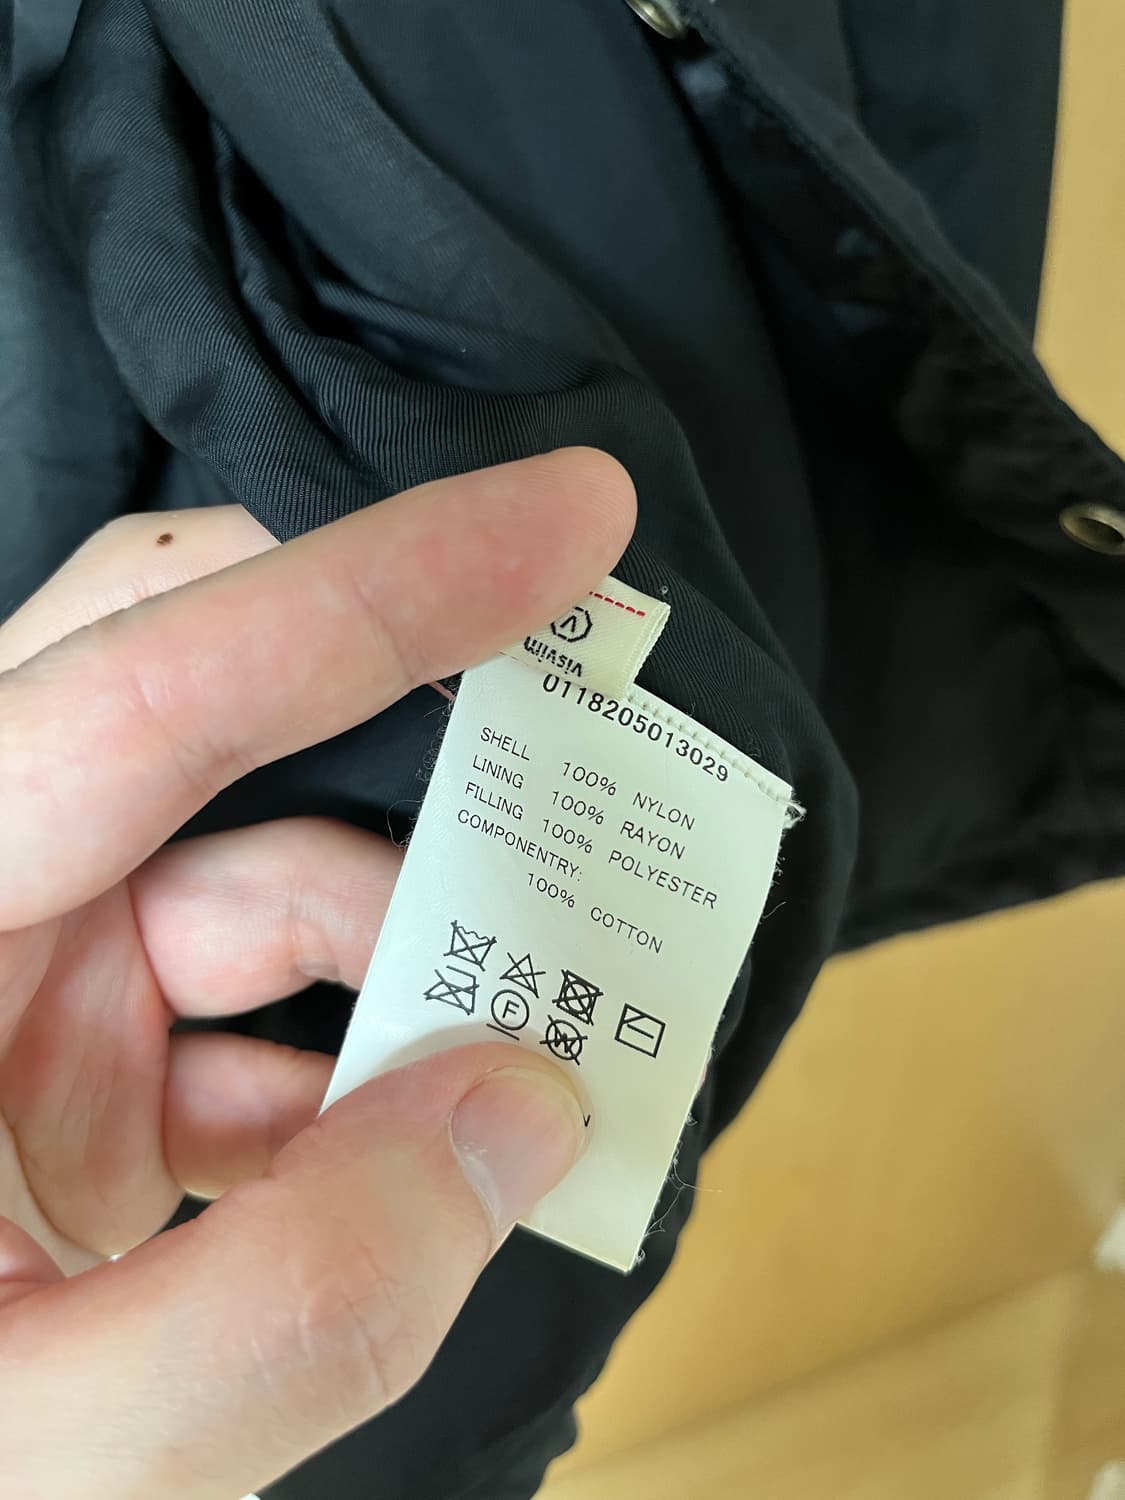 visvim
0118205013029
SHELL 100% NYLON
LINING 100% RAYON
FILLING 100% POLYESTER
COMPONENTRY:
100% COTTON
F
W